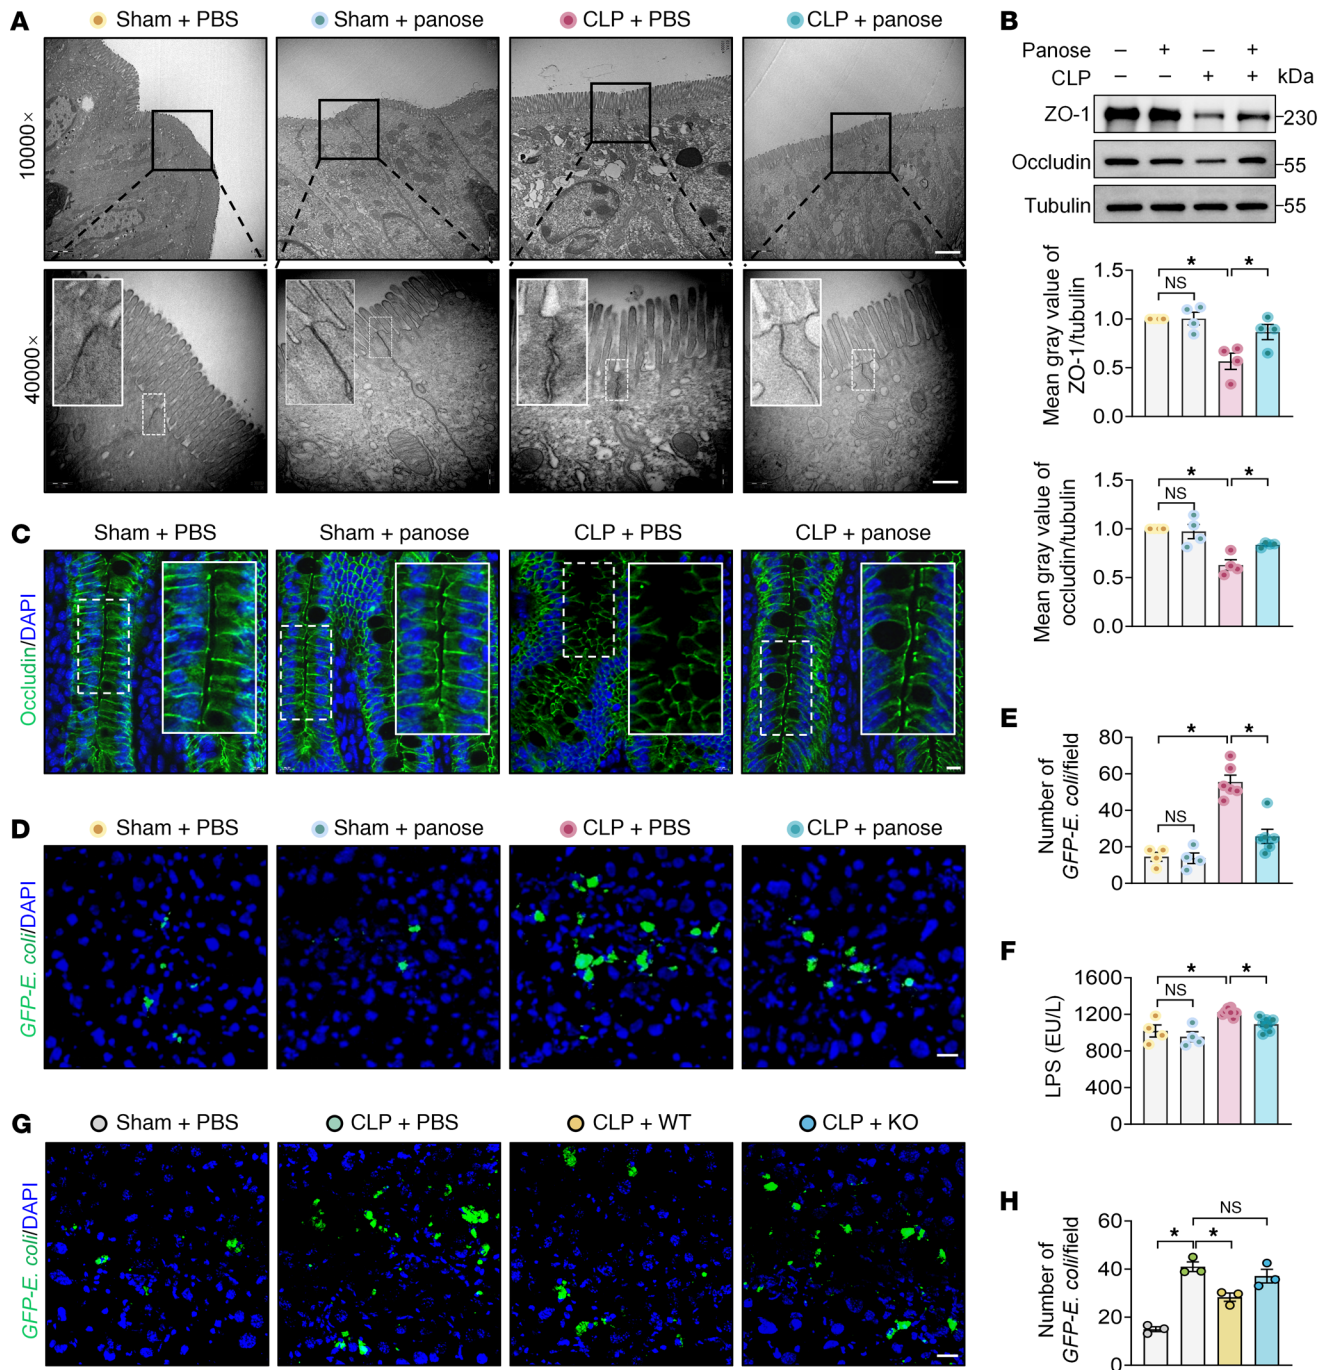 A
Sham + PBS
Sham + panose
CLP + PBS
CLP + panose
10000×
40000×
B
Panose – + – +
CLP – – + + kDa
ZO-1 230
Occludin 55
Tubulin 55
Mean gray value of
ZO-1/tubulin
1.5
1.0
0.5
0.0
NS
*
*
Mean gray value of
occludin/tubulin
1.5
1.0
0.5
0.0
NS
*
*
C
Sham + PBS
Sham + panose
CLP + PBS
CLP + panose
Occludin/DAPI
D
Sham + PBS
Sham + panose
CLP + PBS
CLP + panose
GFP-E. coli/DAPI
E
Number of
GFP-E. coli/field
80
60
40
20
0
NS
*
*
F
LPS (EU/L)
1600
1200
800
400
0
NS
*
*
G
Sham + PBS
CLP + PBS
CLP + WT
CLP + KO
GFP-E. coli/DAPI
H
Number of
GFP-E. coli/field
60
40
20
0
*
*
NS